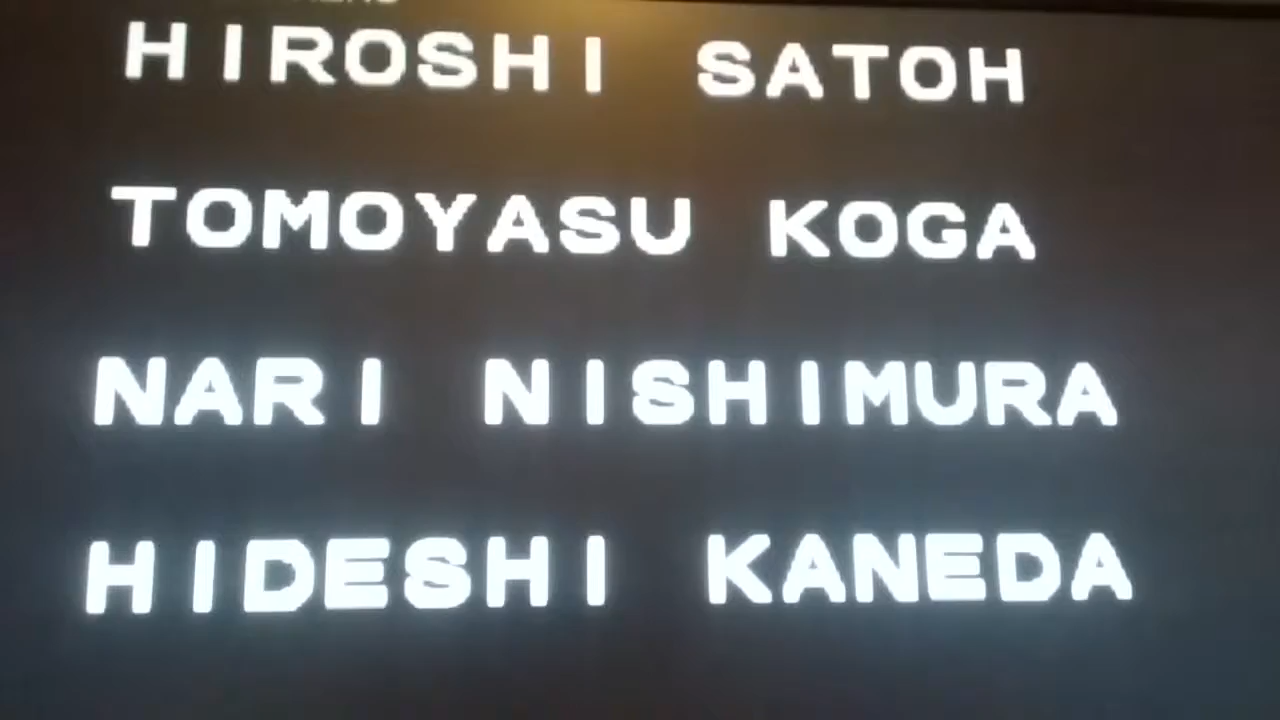 HIROSHI SATOH
TOMOYASU KOGA
NARI NISHIMURA
HIDESHI KANEDA